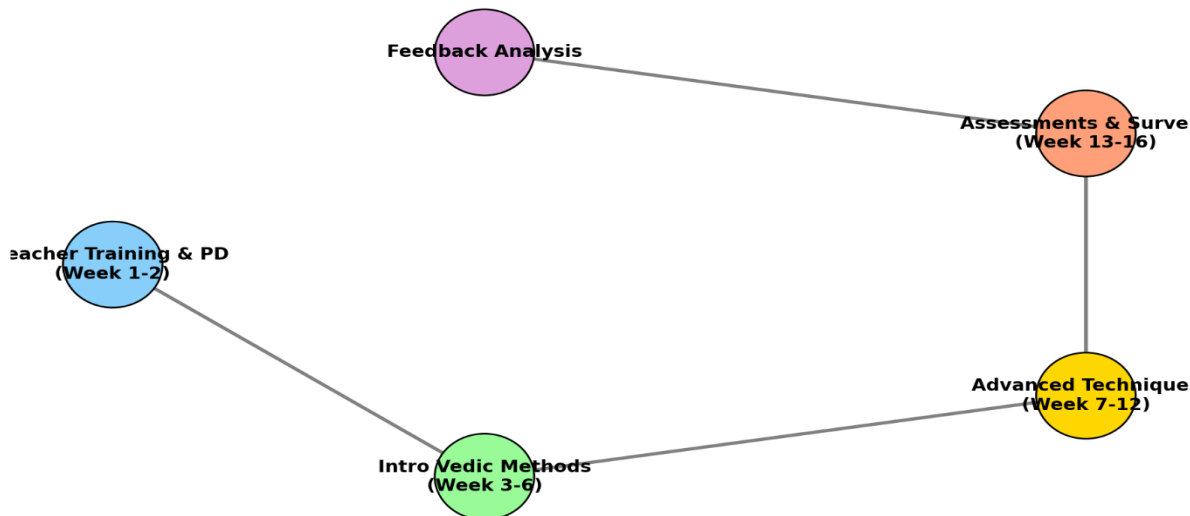 Feedback Analysis
Assessments & Surve
(Week 13-16)
eacher Training & PD
(Week 1-2)
Advanced Technique
(Week 7-12)
Intro Vedic Methods
(Week 3-6)